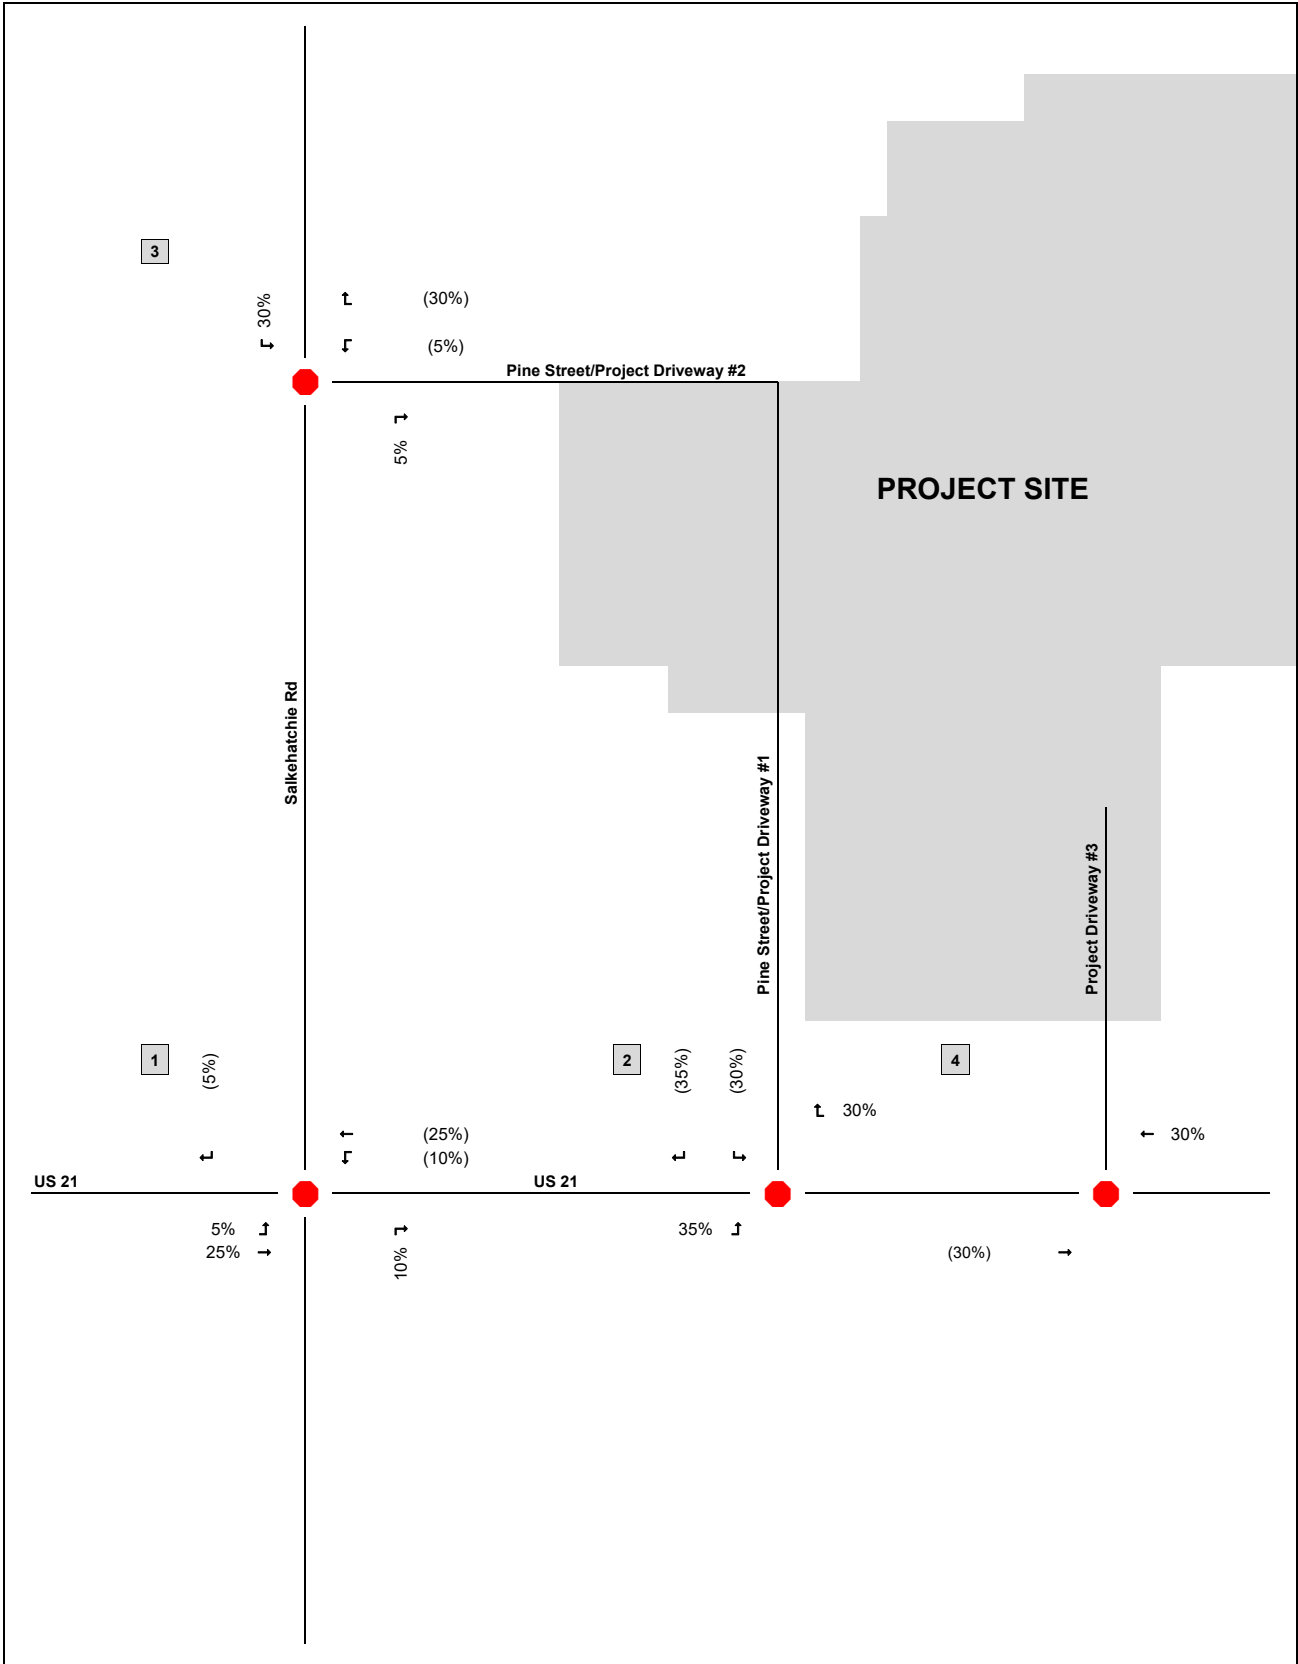 3
30%
(30%)
(5%)
Pine Street/Project Driveway #2
5%
PROJECT SITE
Salkehatchie Rd
Pine Street/Project Driveway #1
Project Driveway #3
1
(5%)
2
(35%)
(30%)
4
30%
(25%)
30%
(10%)
US 21
US 21
5%
35%
25%
10%
(30%)